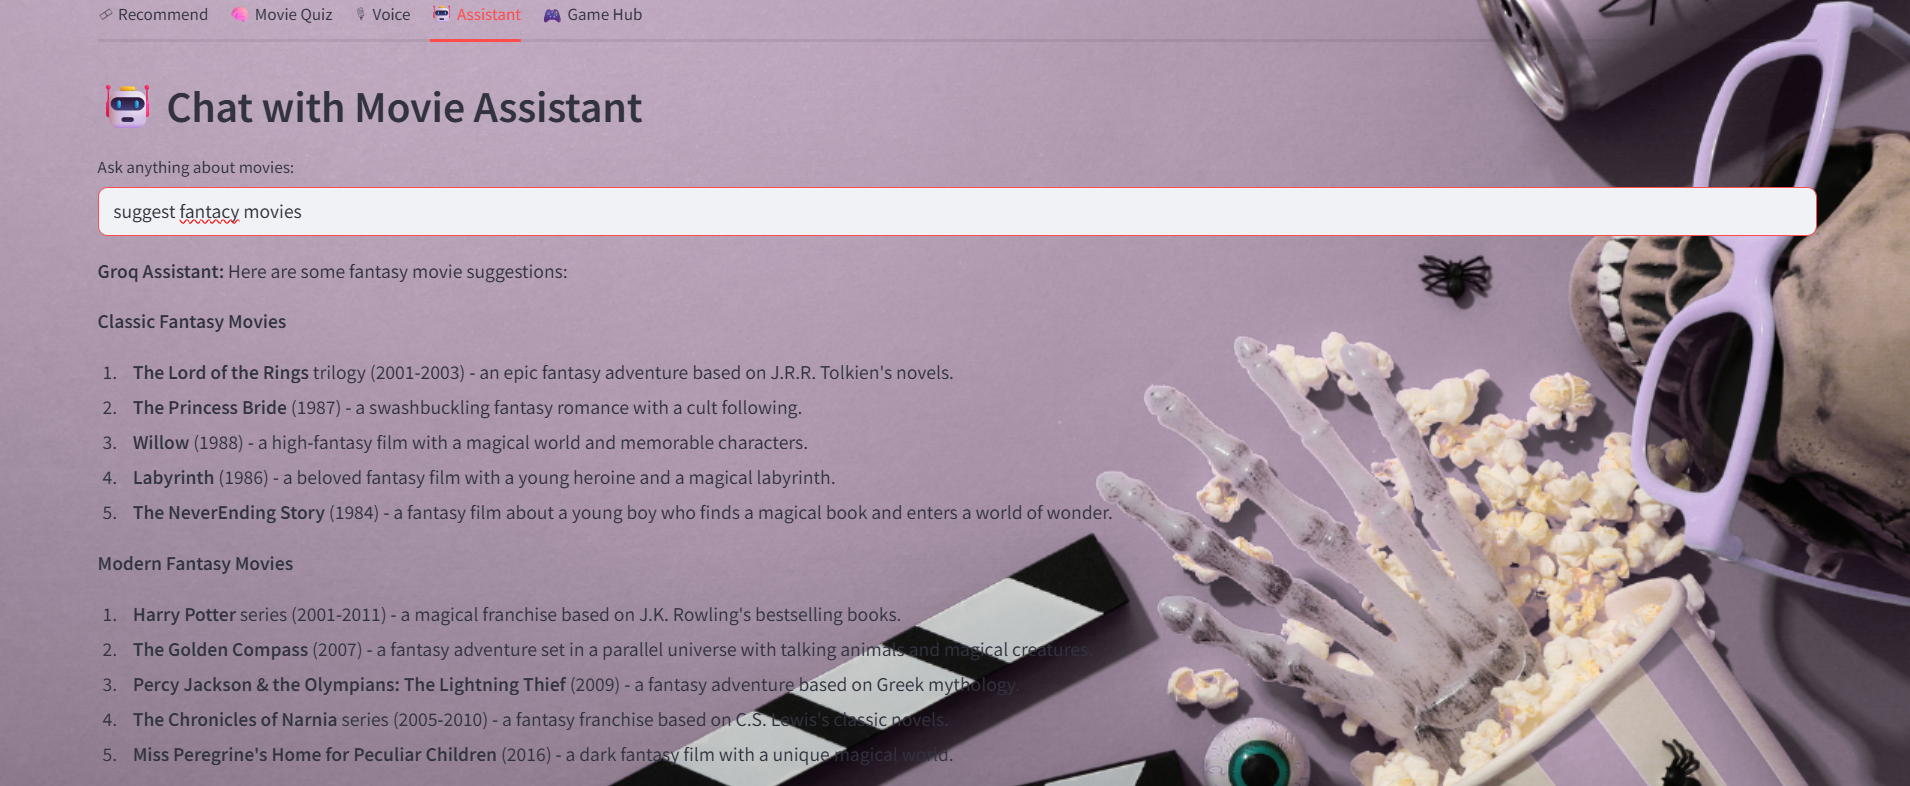 Recommend Movie Quiz Voice Assistant Game Hub
Chat with Movie Assistant
Ask anything about movies:
suggest fantacy movies
Groq Assistant: Here are some fantasy movie suggestions:
Classic Fantasy Movies
1. The Lord of the Rings trilogy (2001-2003) - an epic fantasy adventure based on J.R.R. Tolkien's novels.
2. The Princess Bride (1987) - a swashbuckling fantasy romance with a cult following.
3. Willow (1988) - a high-fantasy film with a magical world and memorable characters.
4. Labyrinth (1986) - a beloved fantasy film with a young heroine and a magical labyrinth.
5. The NeverEnding Story (1984) - a fantasy film about a young boy who finds a magical book and enters a world of wonder.
Modern Fantasy Movies
1. Harry Potter series (2001-2011) - a magical franchise based on J.K. Rowling's bestselling books.
2. The Golden Compass (2007) - a fantasy adventure set in a parallel universe with talking animals and magical creatures.
3. Percy Jackson & the Olympians: The Lightning Thief (2009) - a fantasy adventure based on Greek mythology.
4. The Chronicles of Narnia series (2005-2010) - a fantasy franchise based on C.S. Lewis's classic novels.
5. Miss Peregrine's Home for Peculiar Children (2016) - a dark fantasy film with a unique magical world.